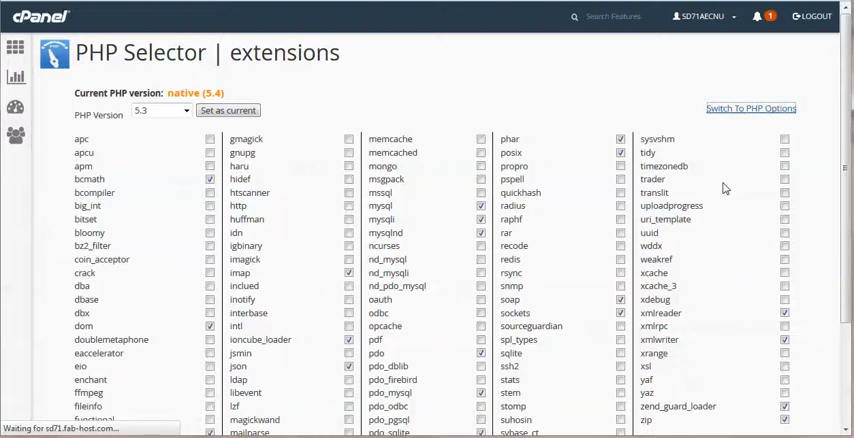 cPanel
Search Features
SD71AECNU
1
LOGOUT
PHP Selector | extensions
Current PHP version: native (5.4)
PHP Version 5.3 Set as current
Switch To PHP Options
apc
apcu
apm
bcmath
bcompiler
big_int
bitset
bloomy
bz2_filter
coin_acceptor
crack
dba
dbase
dbx
dom
doublemetaphone
eaccelerator
eio
enchant
ffmpeg
fileinfo
functional
gmagick
gnupg
haru
hidef
htscanner
http
huffman
idn
igbinary
imagick
imap
inclued
inotify
interbase
intl
ioncube_loader
jsmin
json
ldap
libevent
lzf
magickwand
mailparse
memcache
memcached
mongo
msgpack
mssql
mysql
mysqli
mysqlnd
ncurses
nd_mysql
nd_mysqli
nd_pdo_mysql
oauth
odbc
opcache
pdf
pdo
pdo_dblib
pdo_firebird
pdo_mysql
pdo_odbc
pdo_pgsql
pdo_sqlite
phar
posix
propro
pspell
quickhash
radius
raphf
rar
recode
redis
rsync
snmp
soap
sockets
sourceguardian
spl_types
sqlite
ssh2
stats
stem
stomp
suhosin
sybase_ct
sysvshm
tidy
timezonedb
trader
translit
uploadprogress
uri_template
uuid
wddx
weakref
xcache
xcache_3
xdebug
xmlreader
xmlrpc
xmlwriter
xrange
xsl
yaf
yaz
zend_guard_loader
zip
Waiting for sd71.fab-host.com...